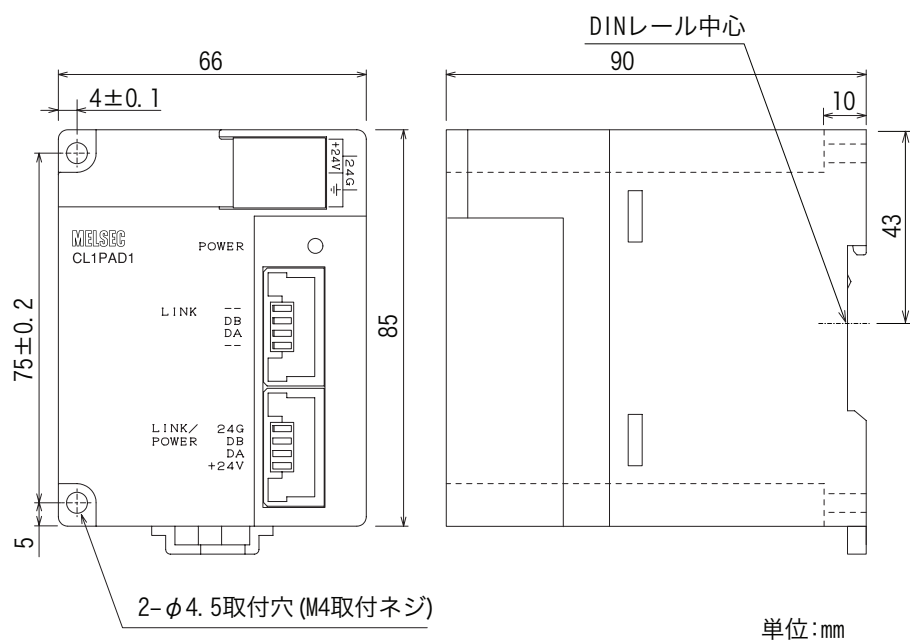 DINレール中心
66
90
4±0.1
10
+24V
24G
43
MELSEC
CL1PAD1
POWER
LINK
--
DB
DA
--
75±0.2
85
LINK/
POWER
24G
DB
DA
+24V
5
2-φ4.5取付穴(M4取付ネジ)
単位:mm